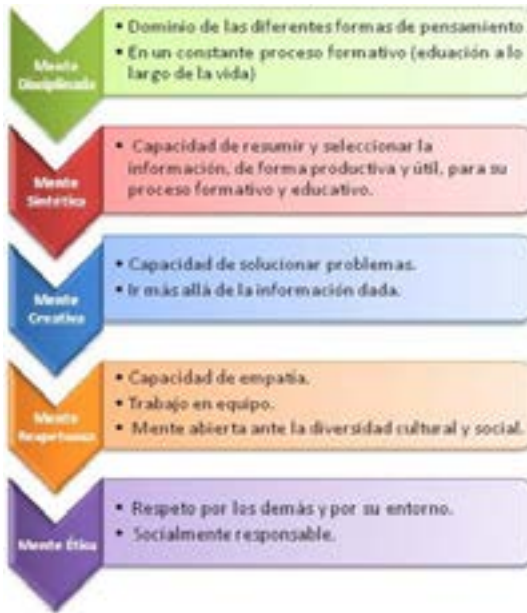 Mente
Disciplinada
• Dominio de las diferentes formas de pensamiento
• En un constante proceso formativo (eduación a lo
largo de la vida)
Mente
Sintética
• Capacidad de resumir y seleccionar la
información, de forma productiva y útil, para su
proceso formativo y educativo.
Mente
Creativa
• Capacidad de solucionar problemas.
• Ir más allá de la información dada.
Mente
Respetuosa
• Capacidad de empatía.
• Trabajo en equipo.
• Mente abierta ante la diversidad cultural y social.
Mente Ética
• Respeto por los demás y por su entorno.
• Socialmente responsable.